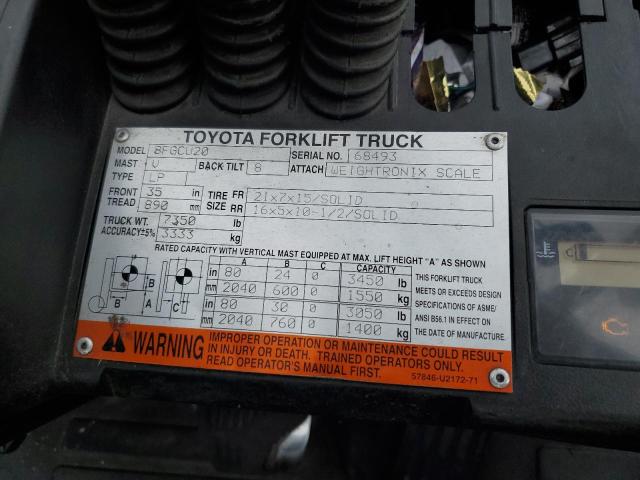 TOYOTA FORKLIFT TRUCK
MODEL 8FGCU20 SERIAL NO. 68493
MAST V BACK TILT 8 ATTACH WEIGHTRONIX SCALE
TYPE LP
FRONT TREAD 35 in TIRE SIZE FR 21x7x15/SOLID
890 mm RR 16x5x10-1/2/SOLID
TRUCK WT. 7350 lb
ACCURACY±5% 3333 kg
RATED CAPACITY WITH VERTICAL MAST EQUIPPED AT MAX. LIFT HEIGHT "A" AS SHOWN
A B C CAPACITY
in 80 24 0 3450 lb THIS FORKLIFT TRUCK
mm 2040 600 0 1550 kg MEETS OR EXCEEDS DESIGN
in 80 30 0 3050 lb SPECIFICATIONS OF ASME/
mm 2040 760 0 1400 kg ANSI B56.1 IN EFFECT ON
THE DATE OF MANUFACTURE.
B A C
B
WARNING
IMPROPER OPERATION OR MAINTENANCE COULD RESULT
IN INJURY OR DEATH. TRAINED OPERATORS ONLY.
READ OPERATOR'S MANUAL FIRST.
57846-U2172-71
C